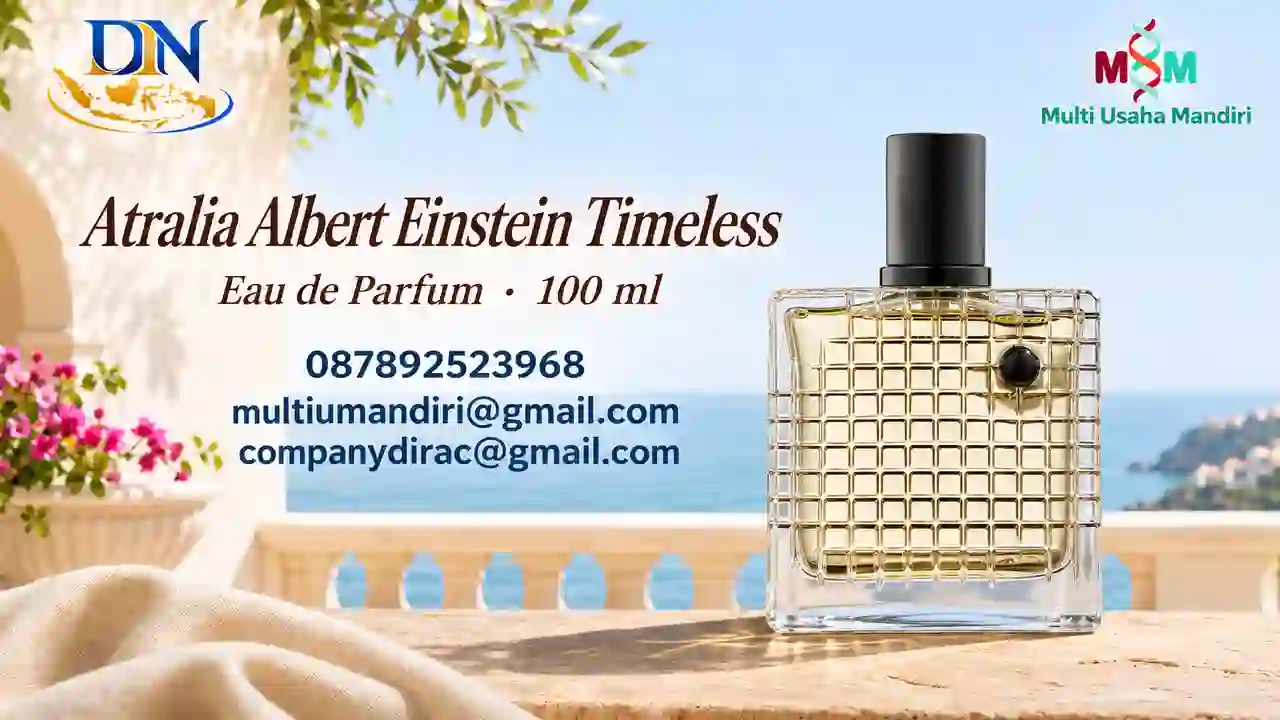 DIN
MSM
Multi Usaha Mandiri
Atralia Albert Einstein Timeless
Eau de Parfum · 100 ml
087892523968
multiumandiri@gmail.com
companydirac@gmail.com